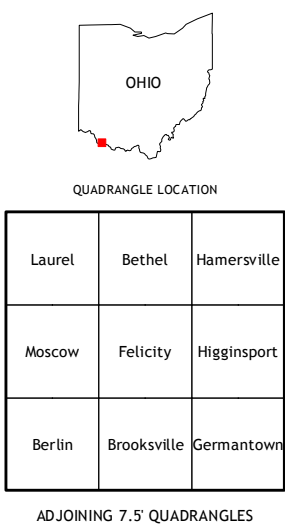 OHIO
QUADRANGLE LOCATION
Laurel Bethel Hamersville
Moscow Felicity Higginsport
Berlin Brooksville Germantown
ADJOINING 7.5' QUADRANGLES